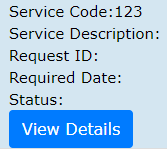 Service Code:123
Service Description:
Request ID:
Required Date:
Status:
View Details